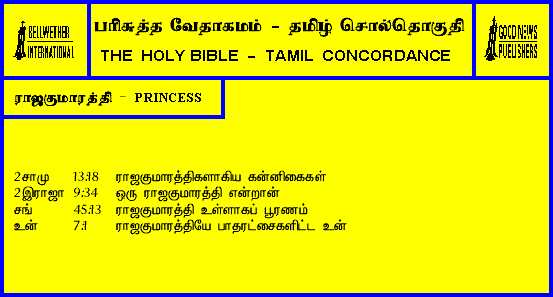 BELLWETHER
INTERNATIONAL
பரிசுத்த வேதாகமம் - தமிழ் சொல்தொகுதி
THE HOLY BIBLE - TAMIL CONCORDANCE
GOOD NEWS
PUBLISHERS
ராஜகுமாரத்தி - PRINCESS
2சாமு 13:18 ராஜகுமாரத்திகளாகிய கன்னிகைகள்
2இராஜா 9:34 ஒரு ராஜகுமாரத்தி என்றான்
சங் 45:13 ராஜகுமாரத்தி உள்ளாகப் பூரணம்
உன் 7:1 ராஜகுமாரத்தியே பாதரட்சைகளிட்ட உன்